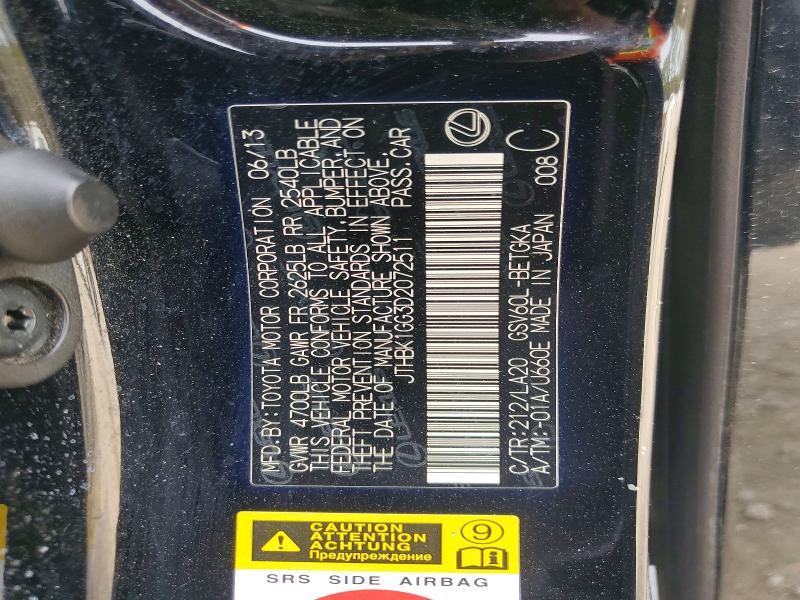 MFD.BY:TOYOTA MOTOR CORPORATION 06/13
GVWR 4700LB GAWR FR 2625LB RR 2540LB
THIS VEHICLE CONFORMS TO ALL APPLICABLE
FEDERAL MOTOR VEHICLE SAFETY, BUMPER, AND
THEFT PREVENTION STANDARDS IN EFFECT ON
THE DATE OF MANUFACTURE SHOWN ABOVE.
JTHBK1GG3D2072511 PASS.CAR
C/TR:212/LA20 GSV60L-BETGKA
A/TM:-01A/U660E MADE IN JAPAN 008 C
CAUTION
ATTENTION
ACHTUNG
Предупреждение
9
SRS SIDE AIRBAG